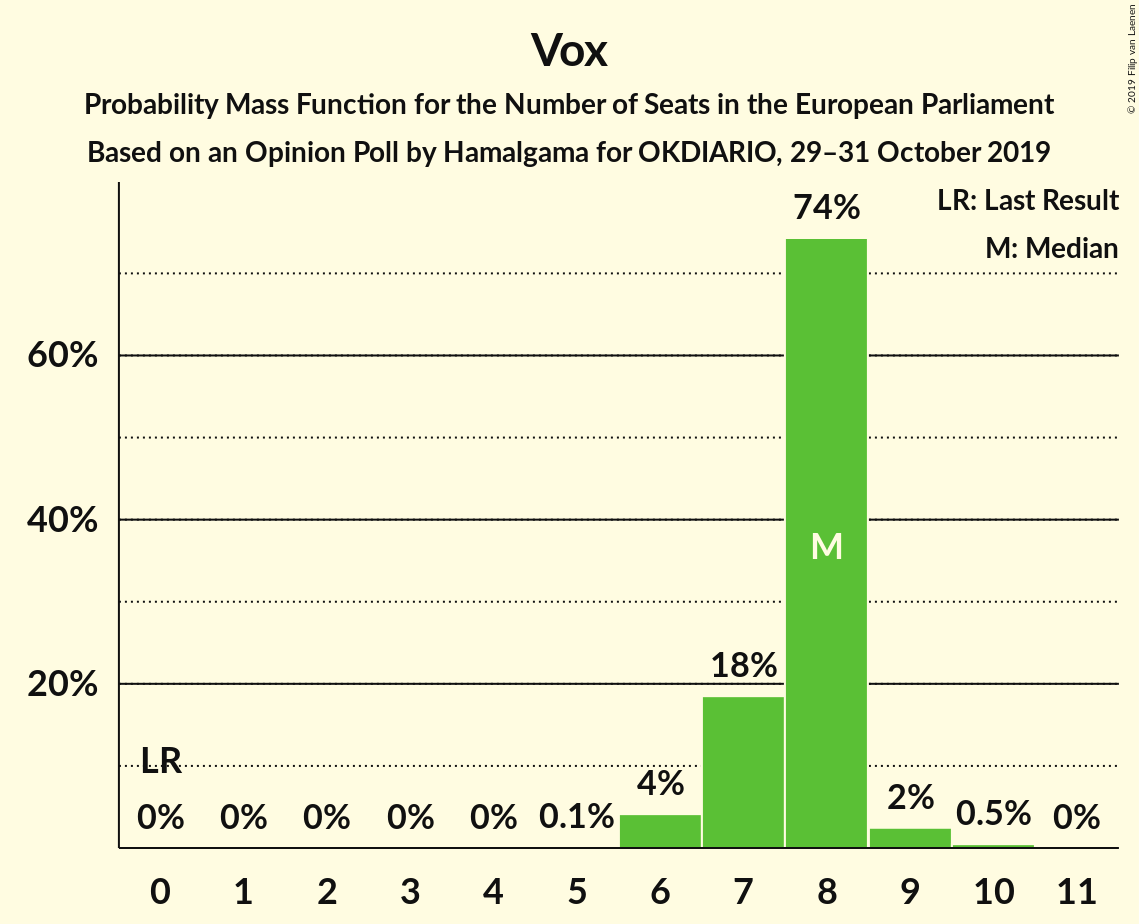 © 2019 Filip van Laenen
Vox
Probability Mass Function for the Number of Seats in the European Parliament
Based on an Opinion Poll by Hamalgama for OKDIARIO, 29–31 October 2019
LR: Last Result
M: Median
74%
60%
40%
M
18%
20%
LR
4%
2%
0% 0% 0% 0% 0% 0.1% 0.5% 0%
0 1 2 3 4 5 6 7 8 9 10 11